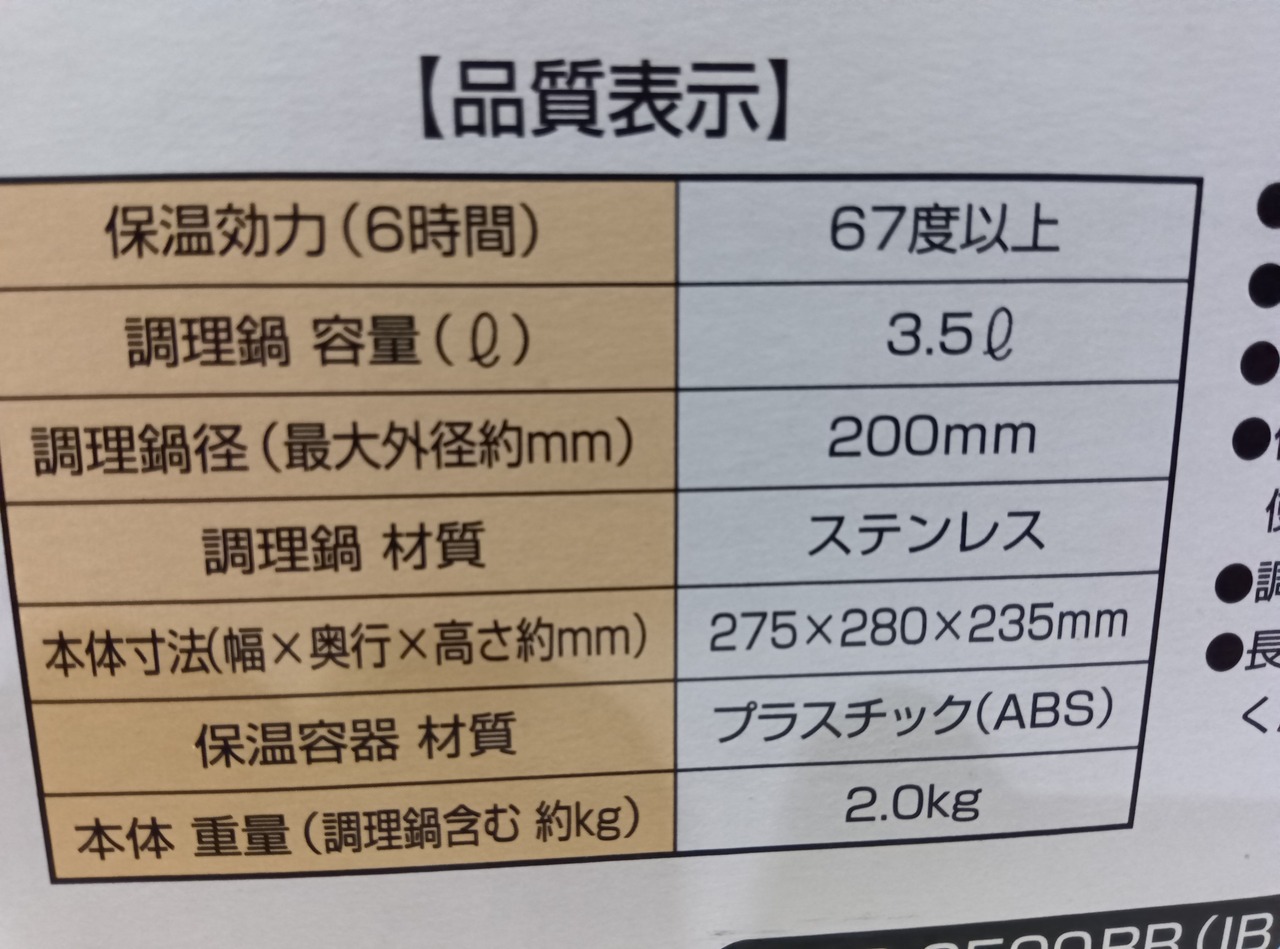 【品質表示】
保温効力（6時間） 67度以上
調理鍋 容量（ℓ） 3.5ℓ
調理鍋径（最大外径約mm） 200mm
調理鍋 材質 ステンレス
本体寸法(幅×奥行×高さ約mm) 275×280×235mm
保温容器 材質 プラスチック(ABS)
本体 重量（調理鍋含む 約kg） 2.0kg
●調
●長